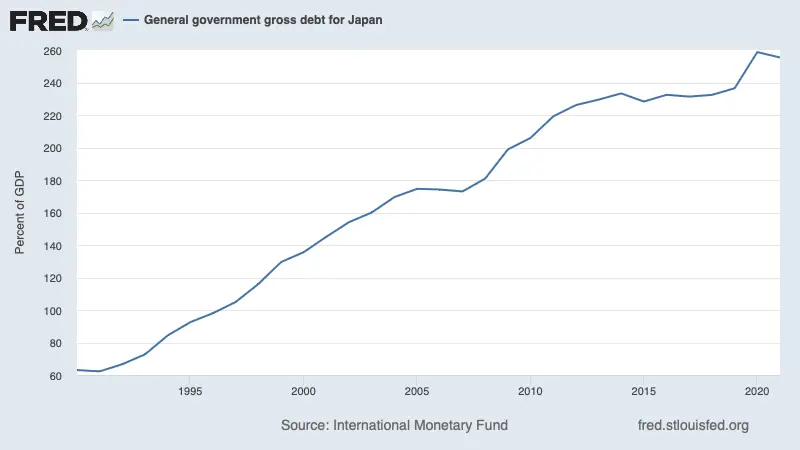 FRED — General government gross debt for Japan
260
240
220
200
180
160
140
120
100
80
60
Percent of GDP
1995 2000 2005 2010 2015 2020
Source: International Monetary Fund fred.stlouisfed.org